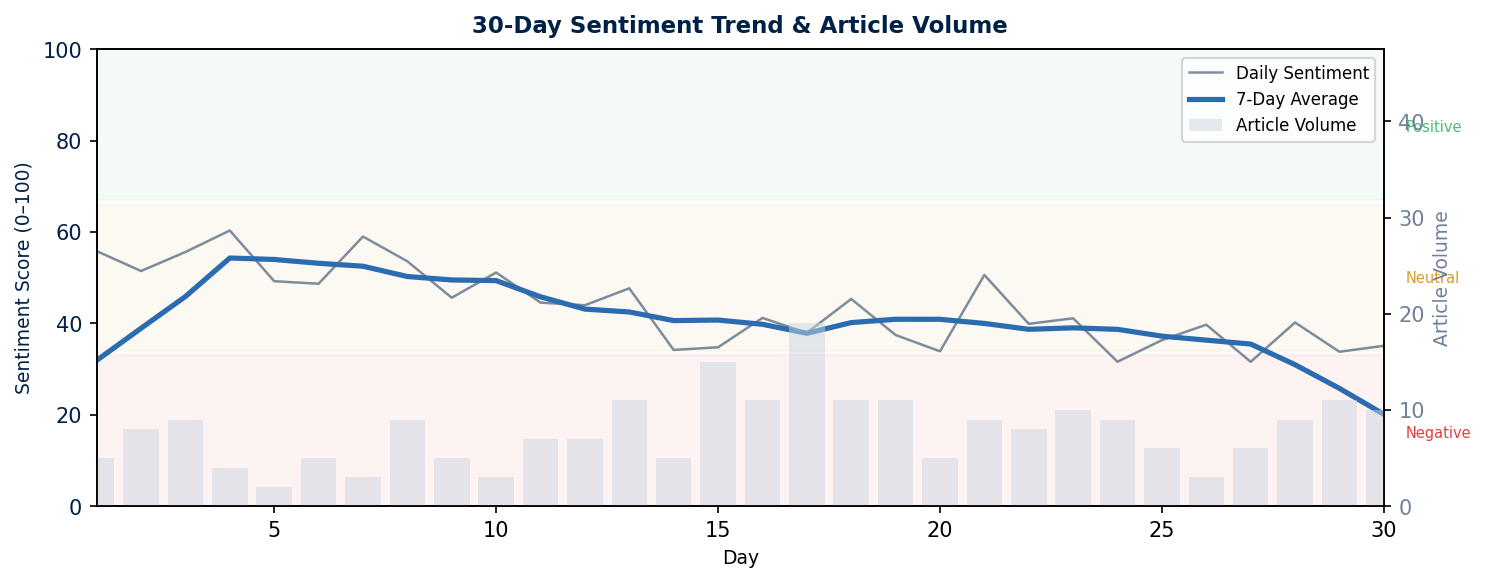 30-Day Sentiment Trend & Article Volume
Sentiment Score (0–100)
100
80
60
40
20
0
Daily Sentiment
7-Day Average
Article Volume
40
30
20
10
0
Positive
Neutral
Negative
Article Volume
5
10
15
20
25
30
Day